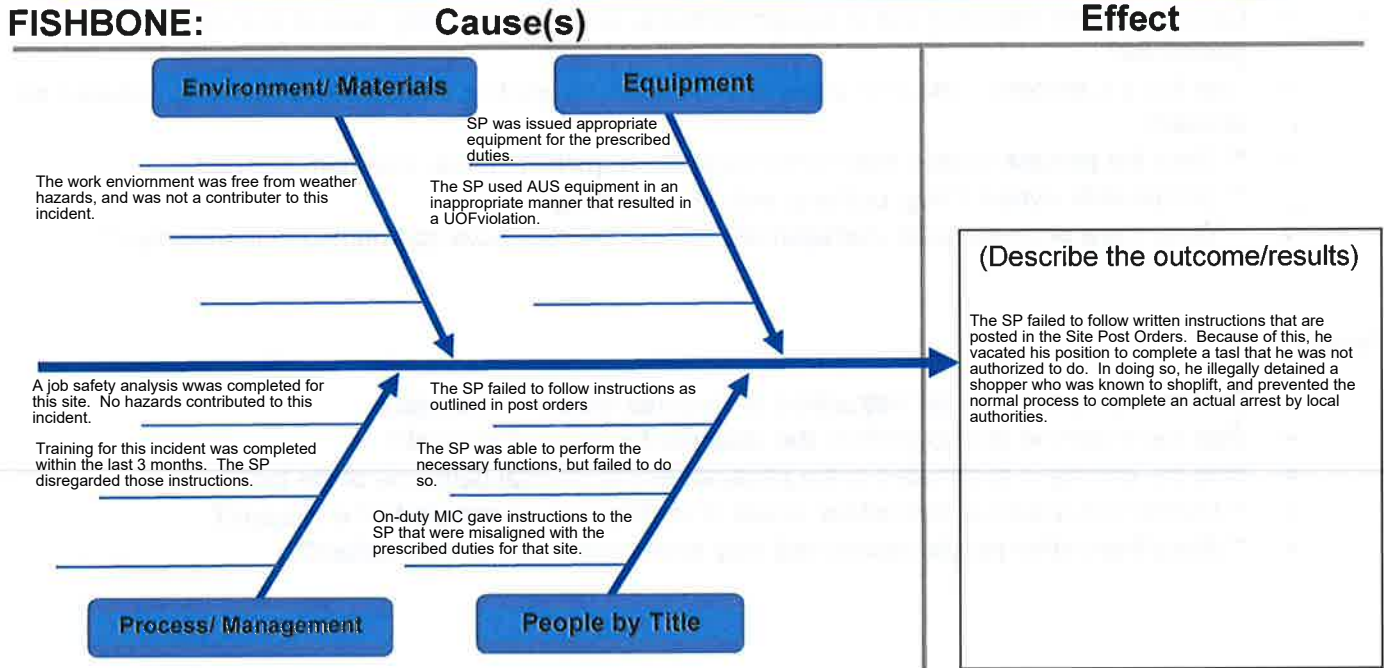 FISHBONE:
Cause(s)
Effect
Environment/ Materials
Equipment
SP was issued appropriate
equipment for the prescribed
duties.
The work enviornment was free from weather
hazards, and was not a contributer to this
incident.
The SP used AUS equipment in an
inappropriate manner that resulted in
a UOFviolation.
(Describe the outcome/results)
The SP failed to follow written instructions that are
posted in the Site Post Orders. Because of this, he
vacated his position to complete a tasl that he was not
authorized to do. In doing so, he illegally detained a
shopper who was known to shoplift, and prevented the
normal process to complete an actual arrest by local
authorities.
A job safety analysis wwas completed for
this site. No hazards contributed to this
incident.
Training for this incident was completed
within the last 3 months. The SP
disregarded those instructions.
The SP failed to follow instructions as
outlined in post orders
The SP was able to perform the
necessary functions, but failed to do
so.
On-duty MIC gave instructions to the
SP that were misaligned with the
prescribed duties for that site.
Process/ Management
People by Title